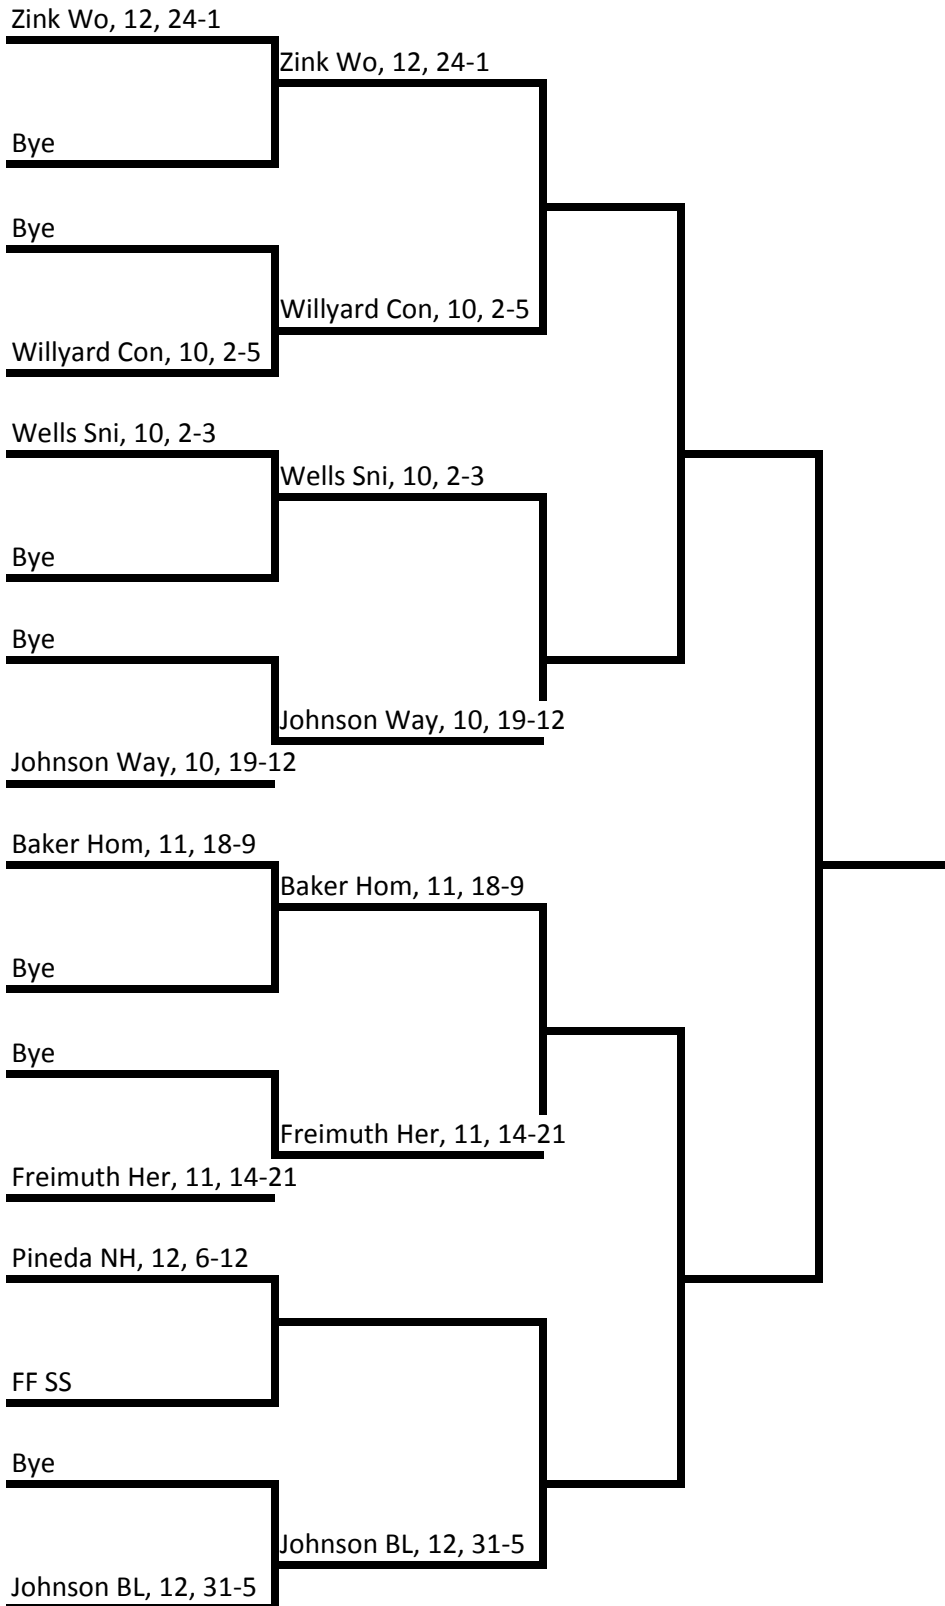 Zink Wo, 12, 24-1
Zink Wo, 12, 24-1
Bye
Bye
Willyard Con, 10, 2-5
Willyard Con, 10, 2-5
Wells Sni, 10, 2-3
Wells Sni, 10, 2-3
Bye
Bye
Johnson Way, 10, 19-12
Johnson Way, 10, 19-12
Baker Hom, 11, 18-9
Baker Hom, 11, 18-9
Bye
Bye
Freimuth Her, 11, 14-21
Freimuth Her, 11, 14-21
Pineda NH, 12, 6-12
FF SS
Bye
Johnson BL, 12, 31-5
Johnson BL, 12, 31-5